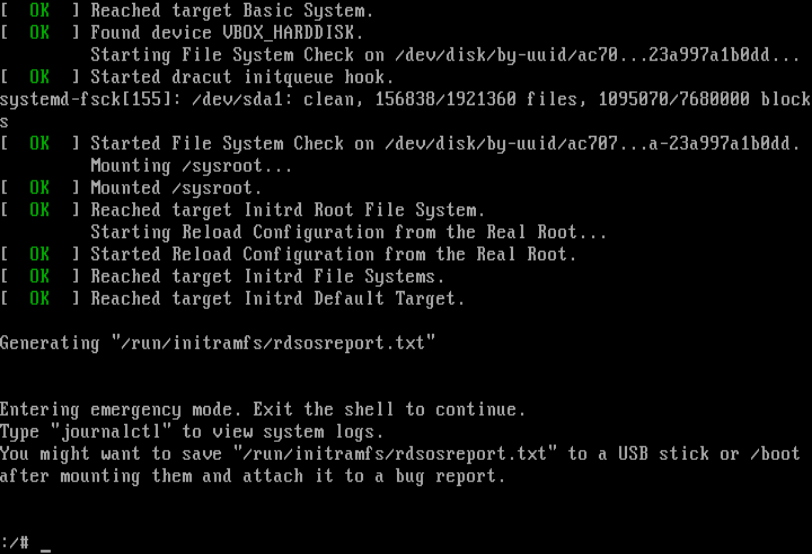 [  OK  ] Reached target Basic System.
[  OK  ] Found device VBOX_HARDDISK.
         Starting File System Check on /dev/disk/by-uuid/ac70...23a997a1b0dd...
[  OK  ] Started dracut initqueue hook.
systemd-fsck[155]: /dev/sda1: clean, 156838/1921360 files, 1095070/7680000 block
s
[  OK  ] Started File System Check on /dev/disk/by-uuid/ac707...a-23a997a1b0dd.
         Mounting /sysroot...
[  OK  ] Mounted /sysroot.
[  OK  ] Reached target Initrd Root File System.
         Starting Reload Configuration from the Real Root...
[  OK  ] Started Reload Configuration from the Real Root.
[  OK  ] Reached target Initrd File Systems.
[  OK  ] Reached target Initrd Default Target.
Generating "/run/initramfs/rdsosreport.txt"
Entering emergency mode. Exit the shell to continue.
Type "journalctl" to view system logs.
You might want to save "/run/initramfs/rdsosreport.txt" to a USB stick or /boot
after mounting them and attach it to a bug report.
:/# _